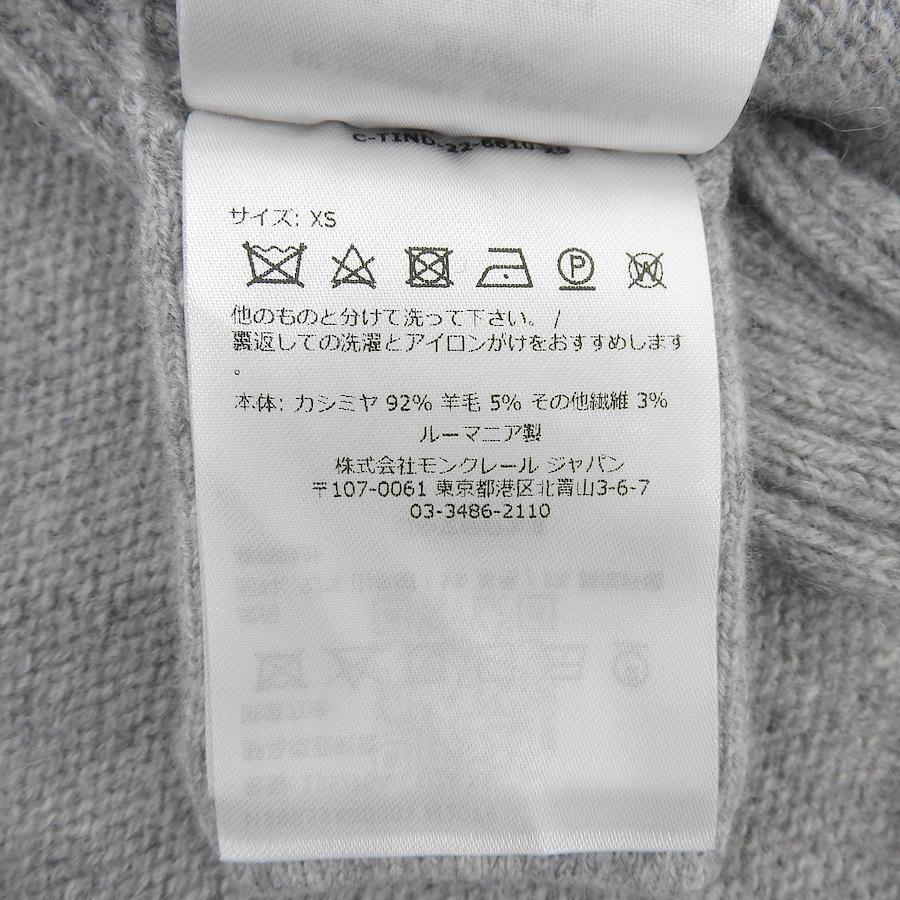 C-TIND-22-6610-
サイズ: XS
P
W
他のものと分けて洗って下さい。 /
裏返しての洗濯とアイロンがけをおすすめします
。
本体: カシミヤ 92% 羊毛 5% その他繊維 3%
ルーマニア製
株式会社モンクレール ジャパン
〒107-0061 東京都港区北青山3-6-7
03-3486-2110